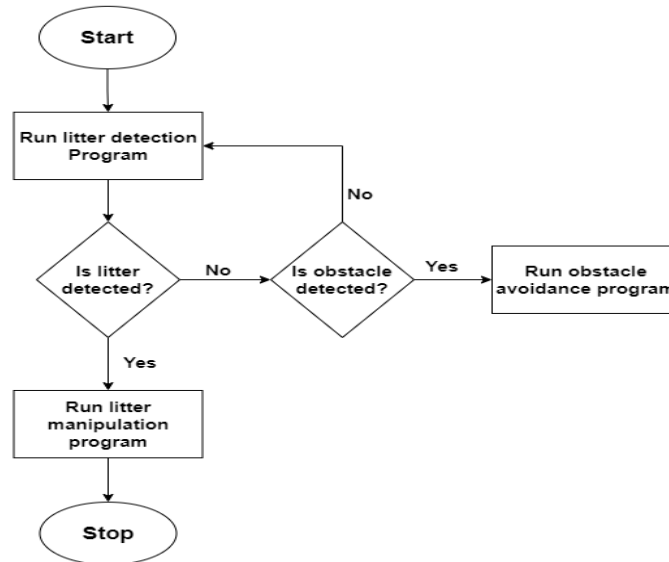 Start
Run litter detection
Program
No
Is litter
detected?
No
Is obstacle
detected?
Yes
Run obstacle
avoidance program
Yes
Run litter
manipulation
program
Stop